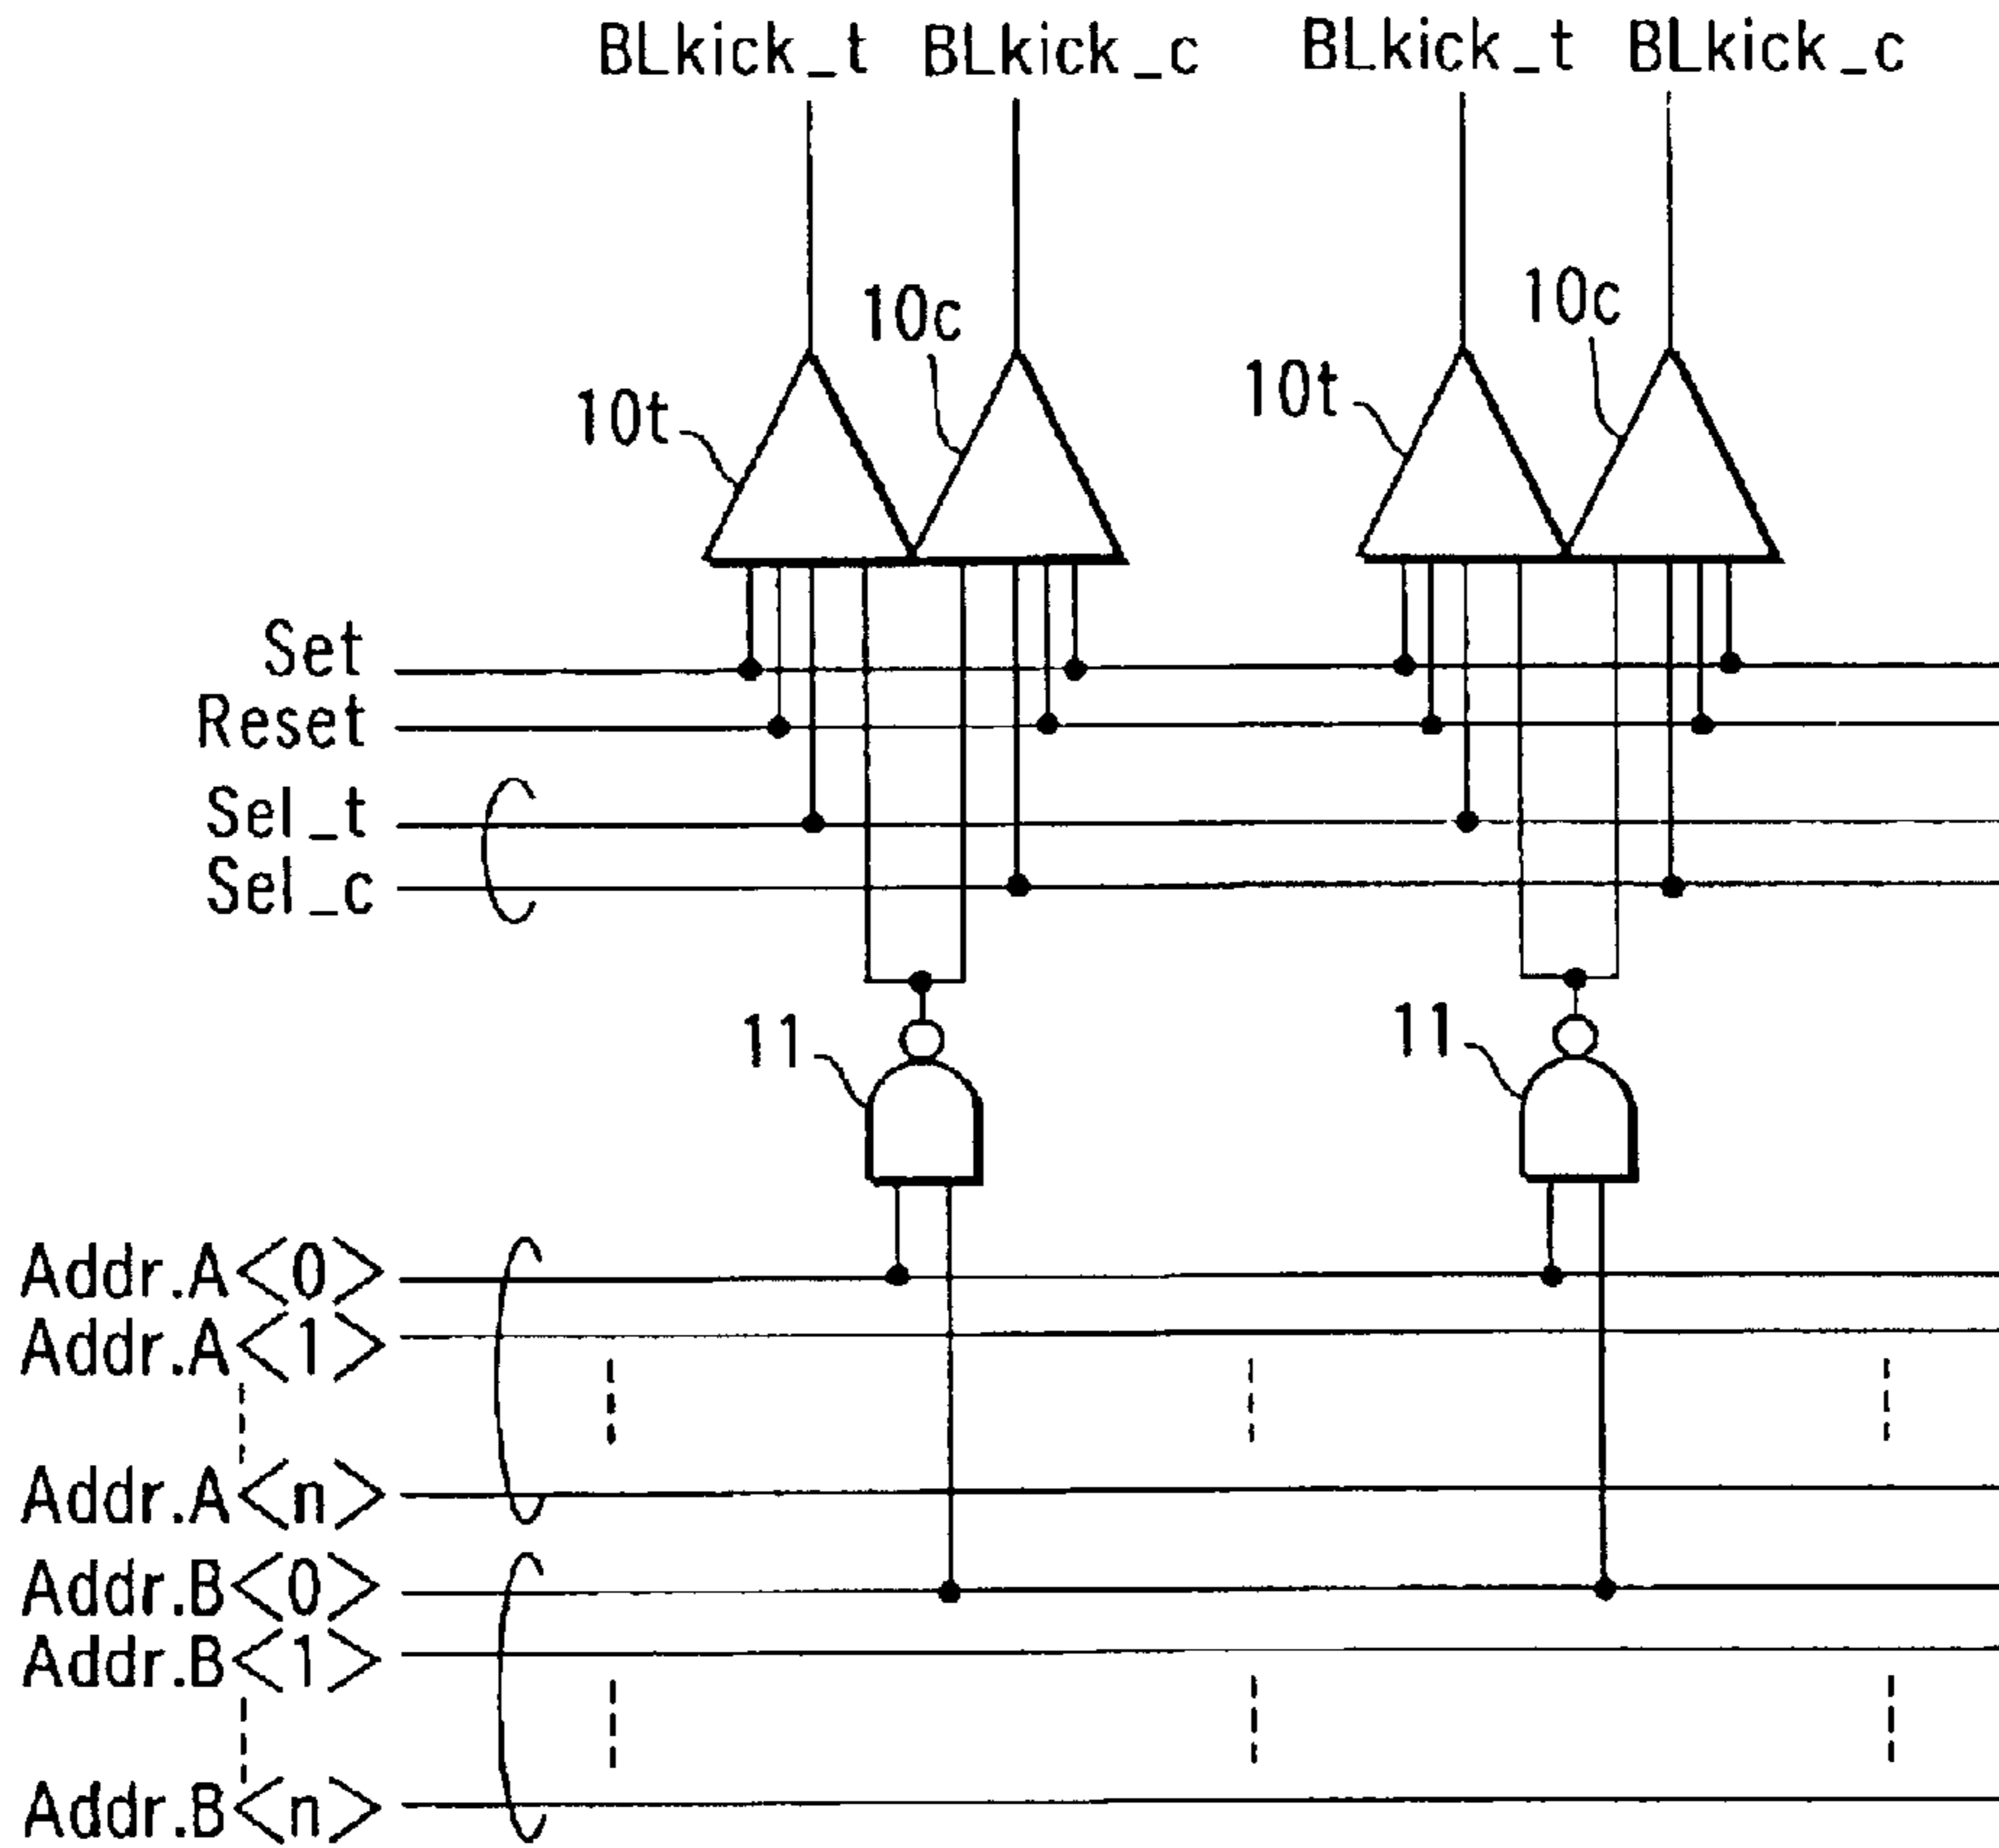 BLkick_t BLkick_c BLkick_t BLkick_c
10c 10c
10t 10t
Set
Reset
Sel_t
Sel_c
11 11
Addr.A<0>
Addr.A<1>
Addr.A<n>
Addr.B<0>
Addr.B<1>
Addr.B<n>